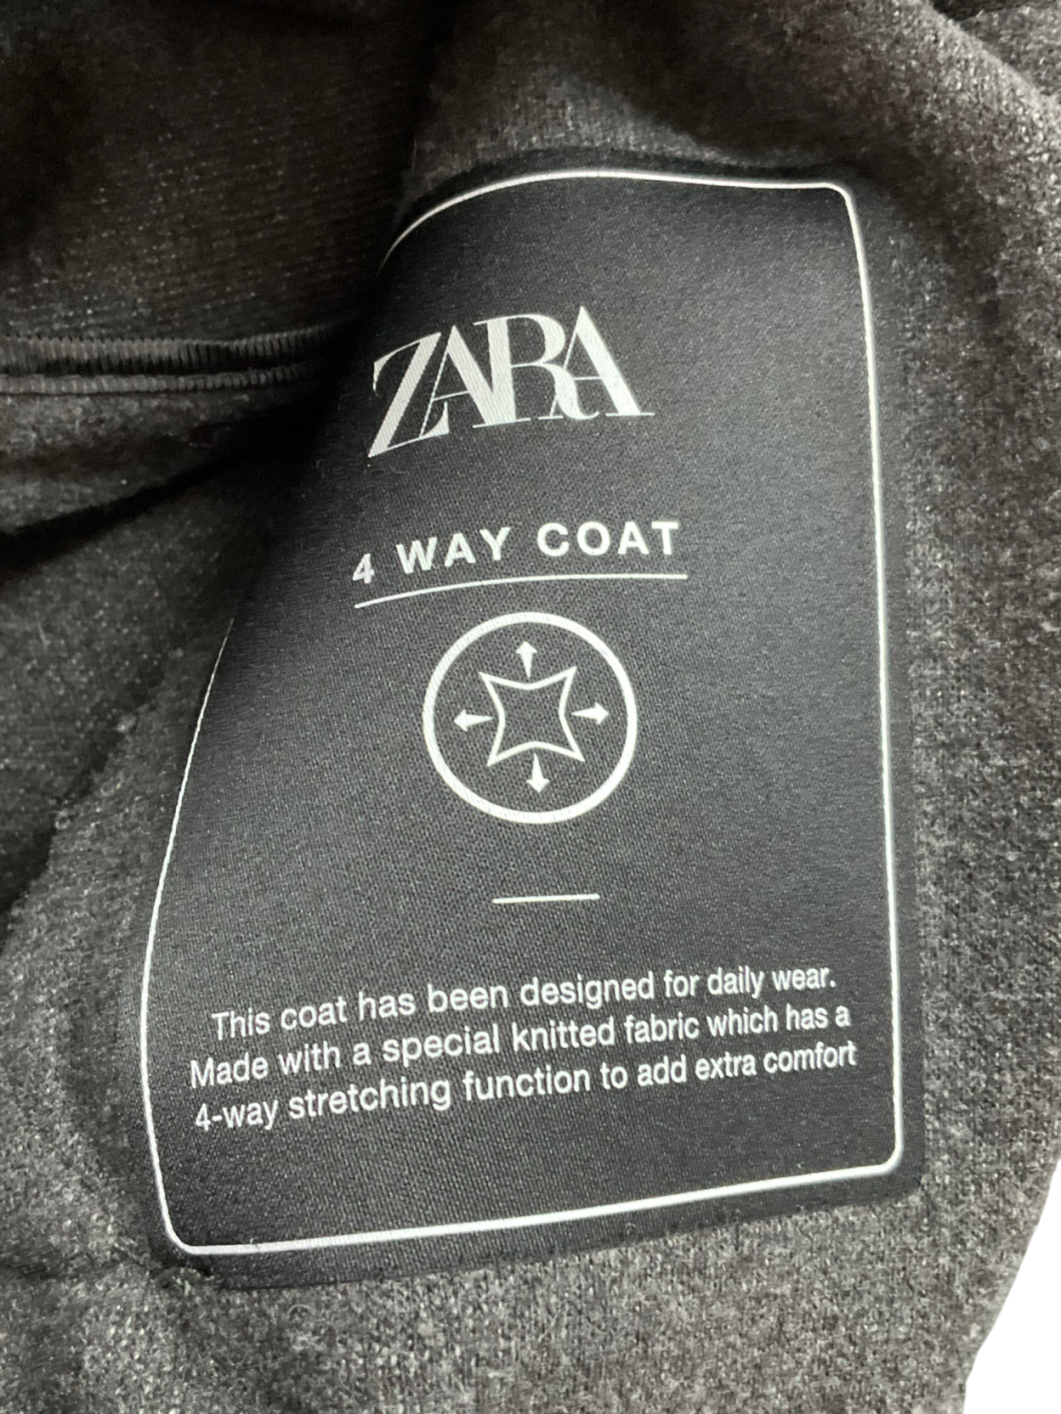 ZARA
4 WAY COAT
This coat has been designed for daily wear.
Made with a special knitted fabric which has a
4-way stretching function to add extra comfort